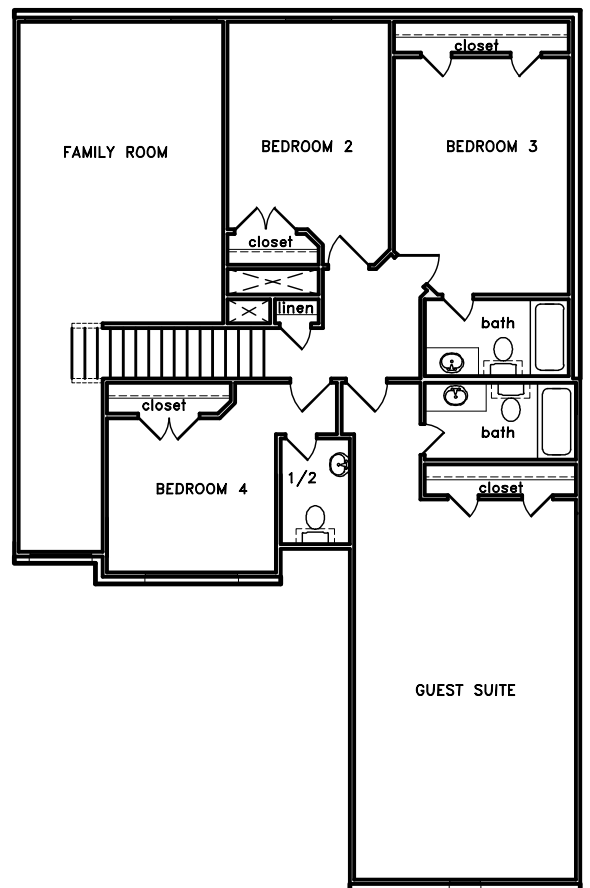 closet
FAMILY ROOM
BEDROOM 2
BEDROOM 3
closet
linen
bath
closet
bath
1/2
BEDROOM 4
closet
GUEST SUITE